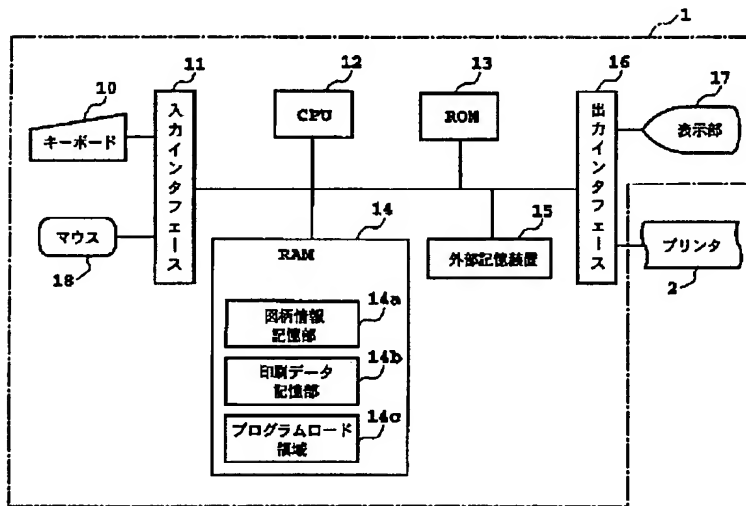 1
11
12
13
16
17
10
キーボード
入力インタフェース
CPU
ROM
出力インタフェース
表示部
マウス
18
14
RAM
15
外部記憶装置
プリンタ
2
図柄情報
記憶部
14a
印刷データ
記憶部
14b
プログラムロード
領域
14c